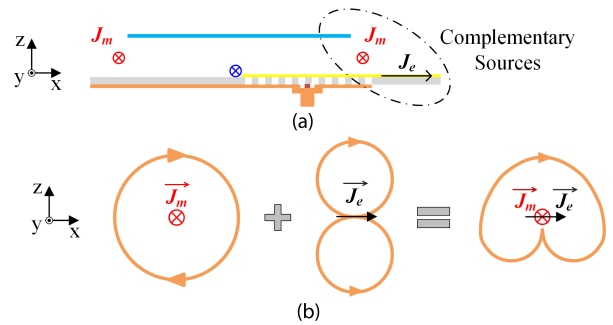 z
y x
J_m
J_m
J_e
Complementary
Sources
(a)
z
y x
J_m
J_e
J_m J_e
(b)